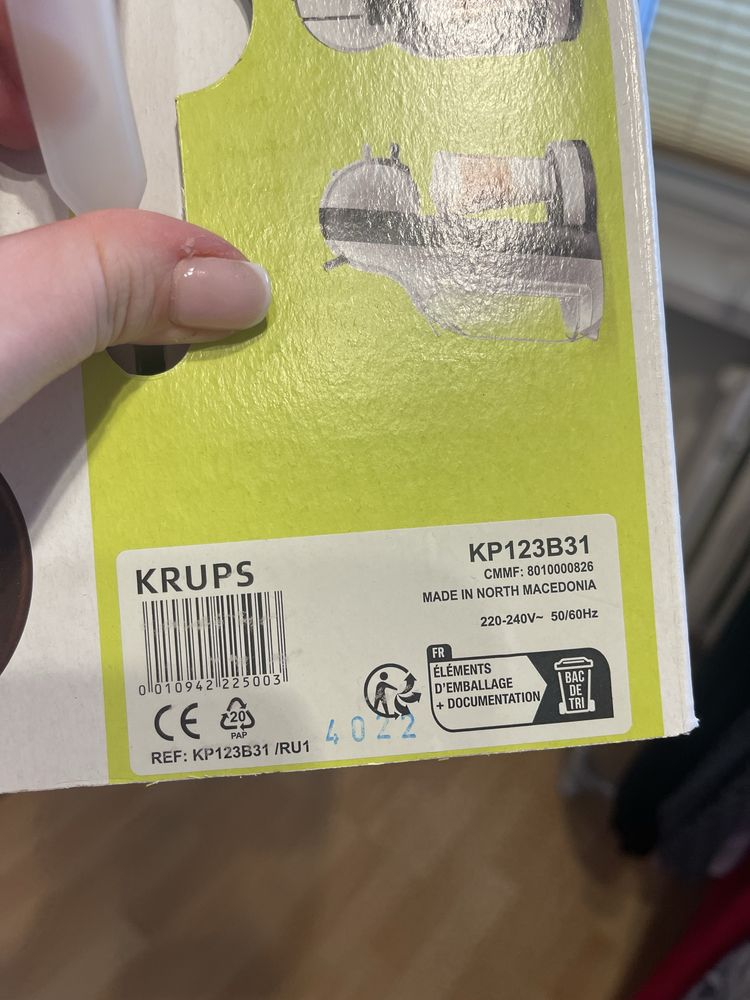 KRUPS
KP123B31
CMMF: 8010000826
MADE IN NORTH MACEDONIA
220-240V~ 50/60Hz
0 010942 225003
FR
ÉLÉMENTS
D'EMBALLAGE
+ DOCUMENTATION
BAC
DE
TRI
CE
20
PAP
4022
REF: KP123B31 /RU1